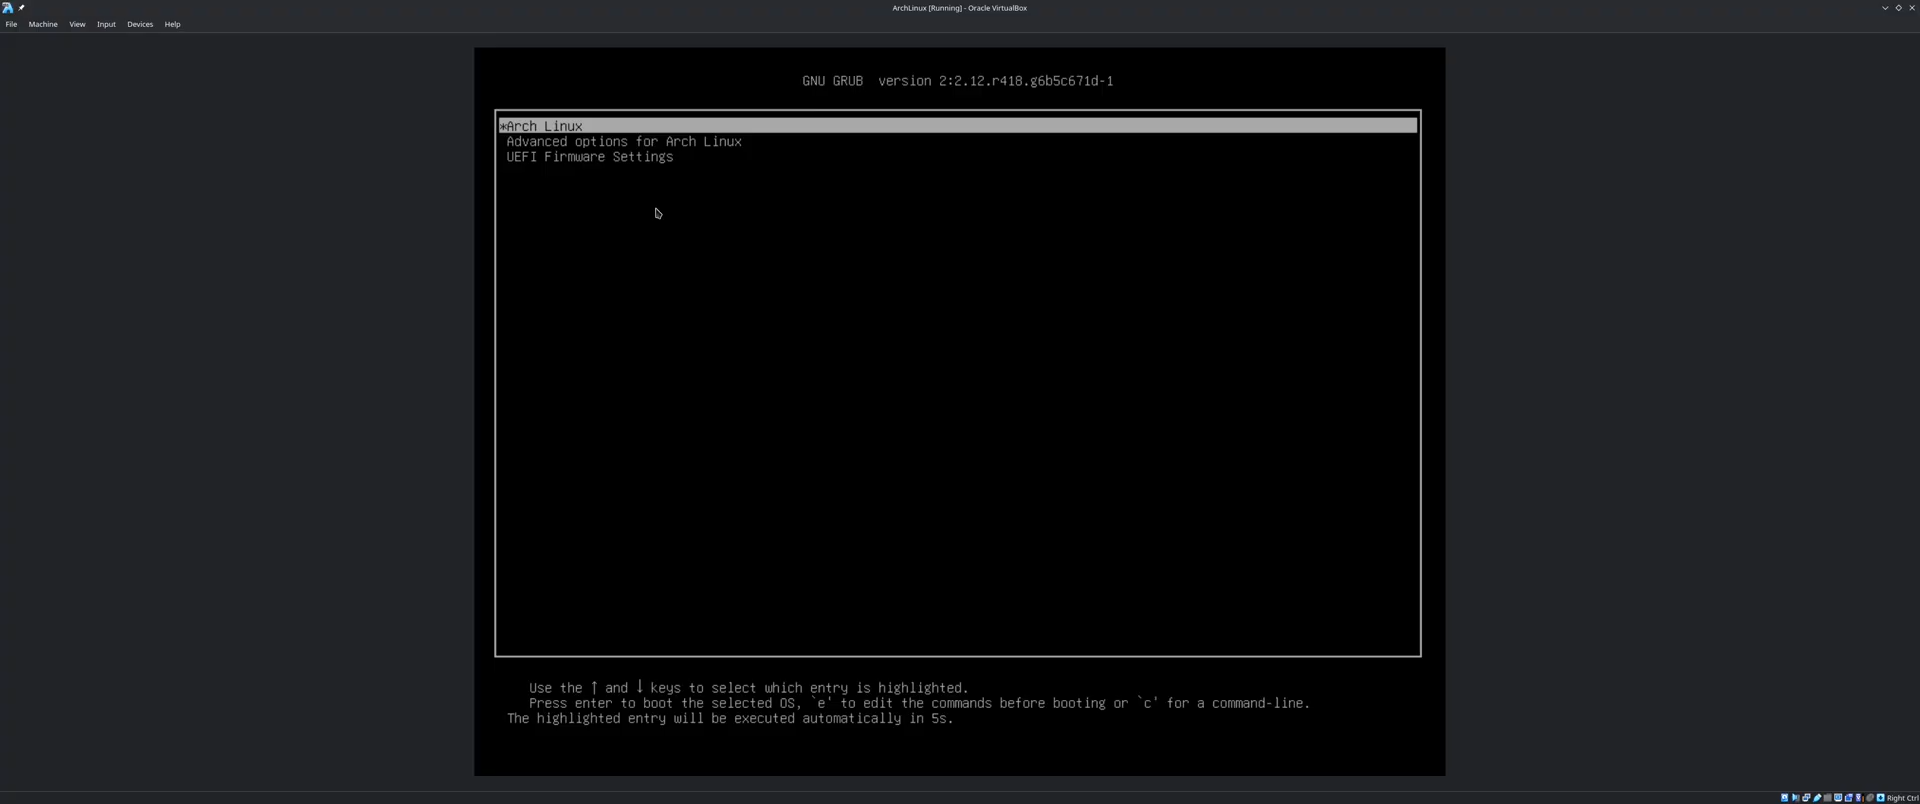 ArchLinux [Running] - Oracle VirtualBox
File Machine View Input Devices Help
GNU GRUB version 2:2.12.r418.g6b5c671d-1
*Arch Linux
Advanced options for Arch Linux
UEFI Firmware Settings
Use the ↑ and ↓ keys to select which entry is highlighted.
Press enter to boot the selected OS, `e' to edit the commands before booting or `c' for a command-line.
The highlighted entry will be executed automatically in 5s.
Right Ctrl